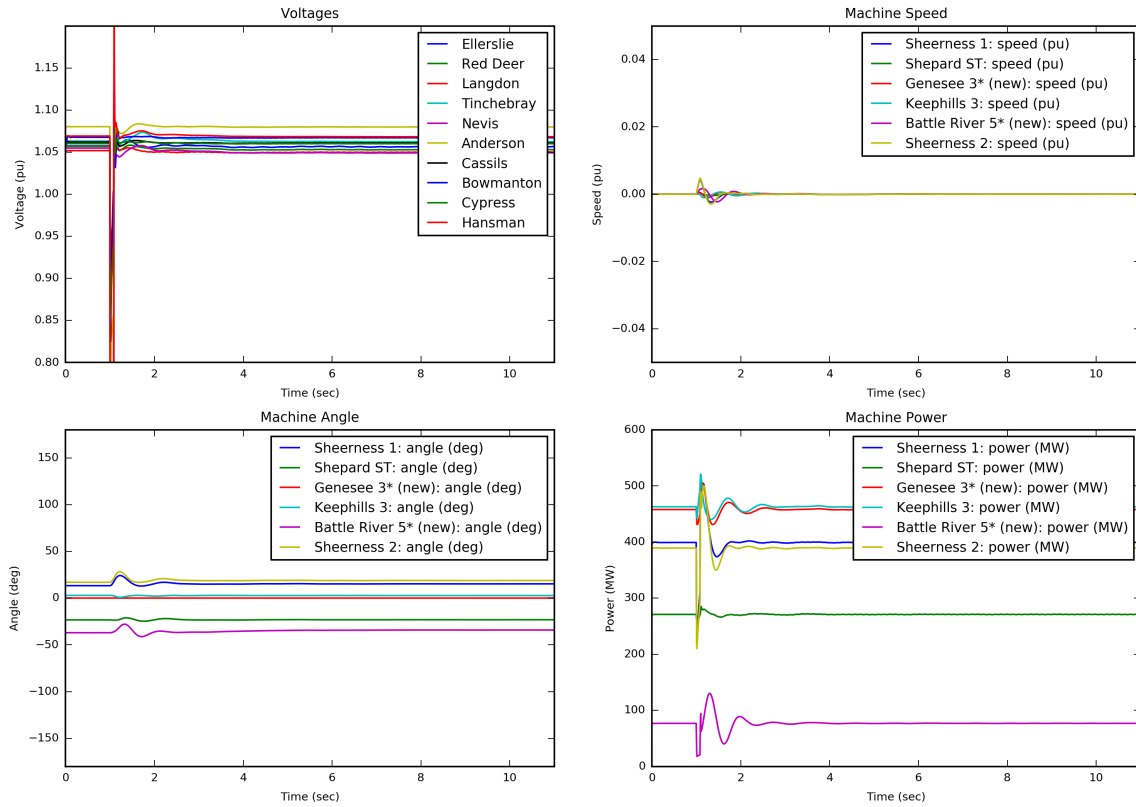 Voltages
1.15
1.10
1.05
1.00
0.95
0.90
0.85
0.80
Voltage (pu)
0
2
4
6
8
10
Time (sec)
Ellerslie
Red Deer
Langdon
Tinchebray
Nevis
Anderson
Cassils
Bowmanton
Cypress
Hansman
Machine Speed
0.04
0.02
0.00
−0.02
−0.04
Speed (pu)
0
2
4
6
8
10
Time (sec)
Sheerness 1: speed (pu)
Shepard ST: speed (pu)
Genesee 3* (new): speed (pu)
Keephills 3: speed (pu)
Battle River 5* (new): speed (pu)
Sheerness 2: speed (pu)
Machine Angle
150
100
50
0
−50
−100
−150
Angle (deg)
0
2
4
6
8
10
Time (sec)
Sheerness 1: angle (deg)
Shepard ST: angle (deg)
Genesee 3* (new): angle (deg)
Keephills 3: angle (deg)
Battle River 5* (new): angle (deg)
Sheerness 2: angle (deg)
Machine Power
600
500
400
300
200
100
0
Power (MW)
0
2
4
6
8
10
Time (sec)
Sheerness 1: power (MW)
Shepard ST: power (MW)
Genesee 3* (new): power (MW)
Keephills 3: power (MW)
Battle River 5* (new): power (MW)
Sheerness 2: power (MW)